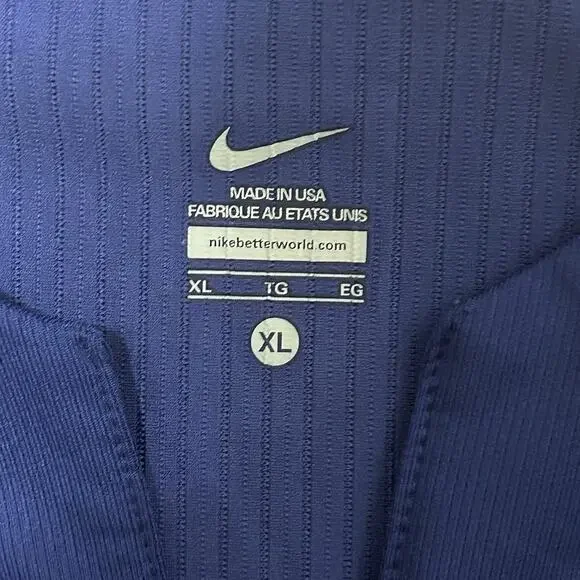 MADE IN USA
FABRIQUE AU ETATS UNIS
nikebetterworld.com
XL TG EG
XL